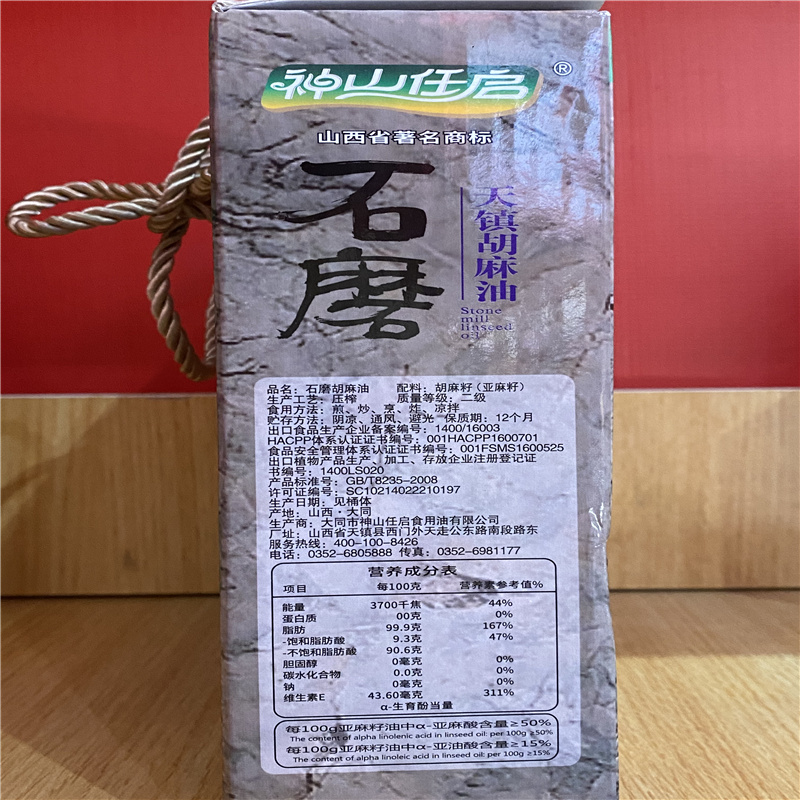 神山任启®
山西省著名商标
石磨
天镇胡麻油
Stone
mill
linseed
oil
品名：石磨胡麻油 配料：胡麻籽（亚麻籽）
生产工艺：压榨 质量等级：二级
食用方法：煎、炒、烹、炸、凉拌
贮存方法：阴凉、通风、避光 保质期：12个月
出口食品生产企业备案编号：1400/16003
HACCP体系认证证书编号：001HACPP1600701
食品安全管理体系认证证书编号：001FSMS1600525
出口植物产品生产、加工、存放企业注册登记证
书编号：1400LS020
产品标准号：GB/T8235-2008
许可证编号：SC10214022210197
生产日期：见桶体
产地：山西·大同
生产商：大同市神山任启食用油有限公司
厂址：山西省天镇县西门外天走公东路南段路东
服务热线：400-100-8426
电话：0352-6805888 传真：0352-6981177
营养成分表
项目 每100克 营养素参考值%
能量 3700千焦 44%
蛋白质 00克 0%
脂肪 99.9克 167%
-饱和脂肪酸 9.3克 47%
-不饱和脂肪酸 90.6克
胆固醇 0毫克 0%
碳水化合物 0.0克 0%
钠 0毫克 0%
维生素E 43.60毫克 311%
α-生育酚当量
每100g亚麻籽油中α-亚麻酸含量≥50%
The content of alpha linolenic acid in linseed oil: per 100g ≥50%
每100g亚麻籽油中α-亚油酸含量≥15%
The content of alpha linoleic acid in linseed oil: per 100g ≥15%